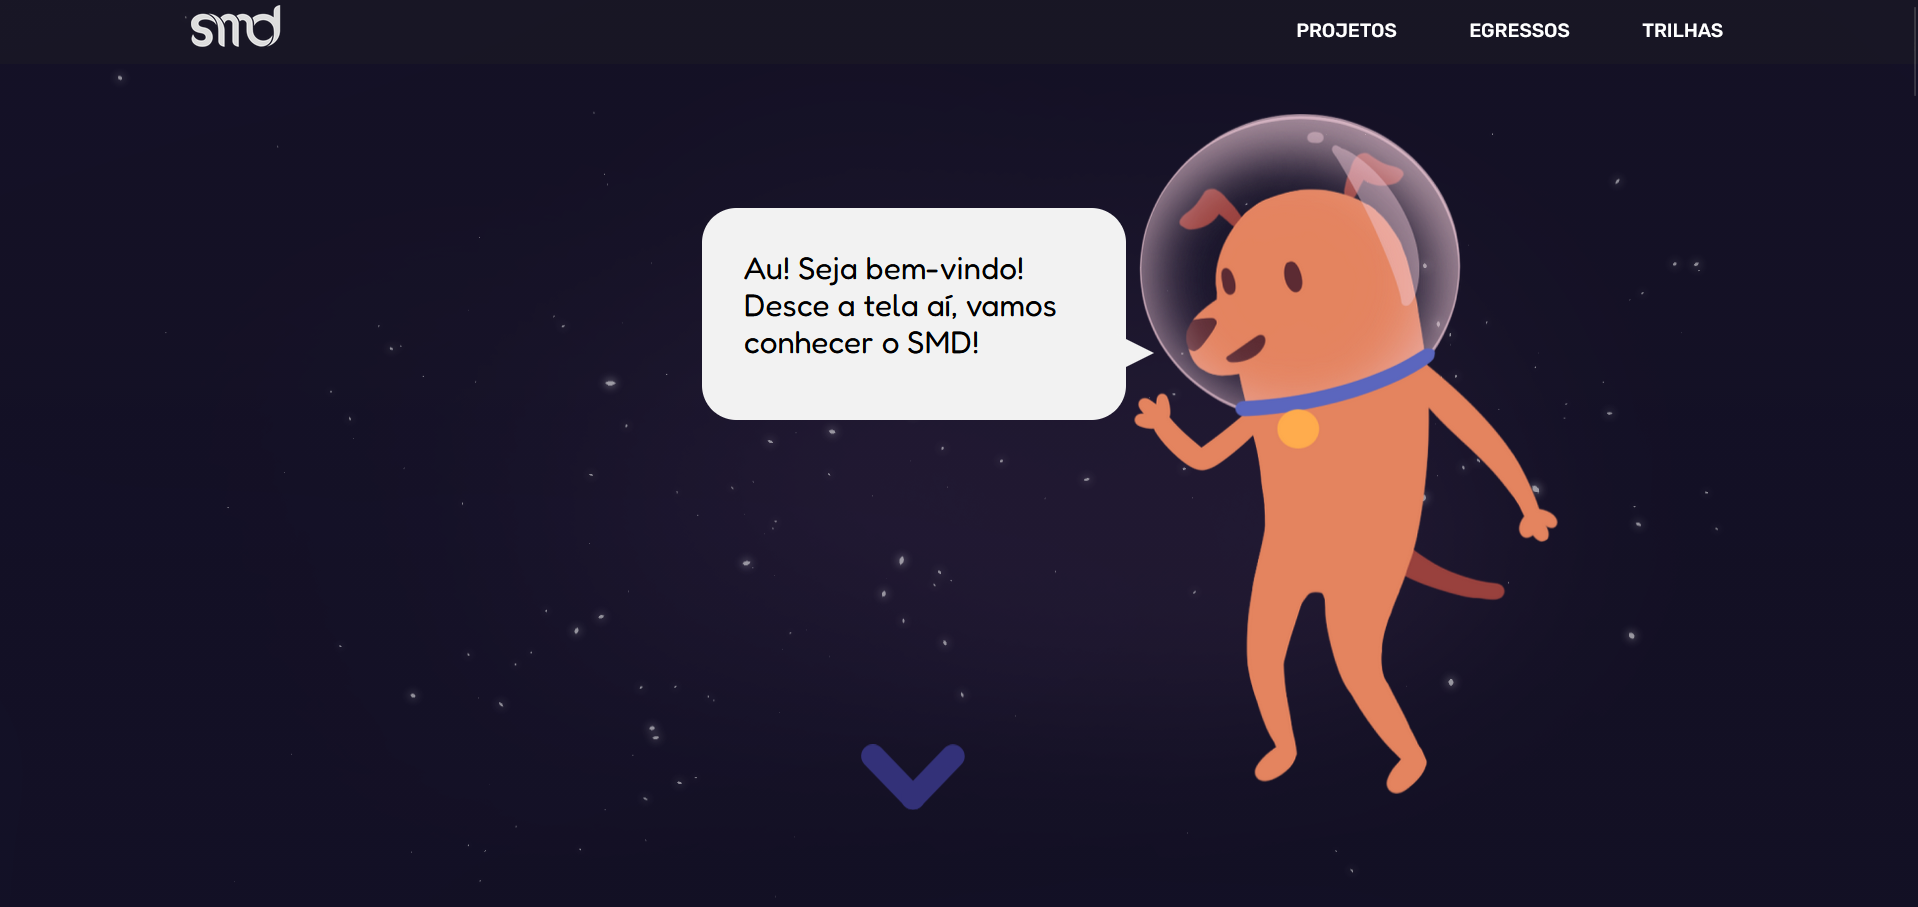 smd
PROJETOS
EGRESSOS
TRILHAS
Au! Seja bem-vindo!
Desce a tela aí, vamos
conhecer o SMD!